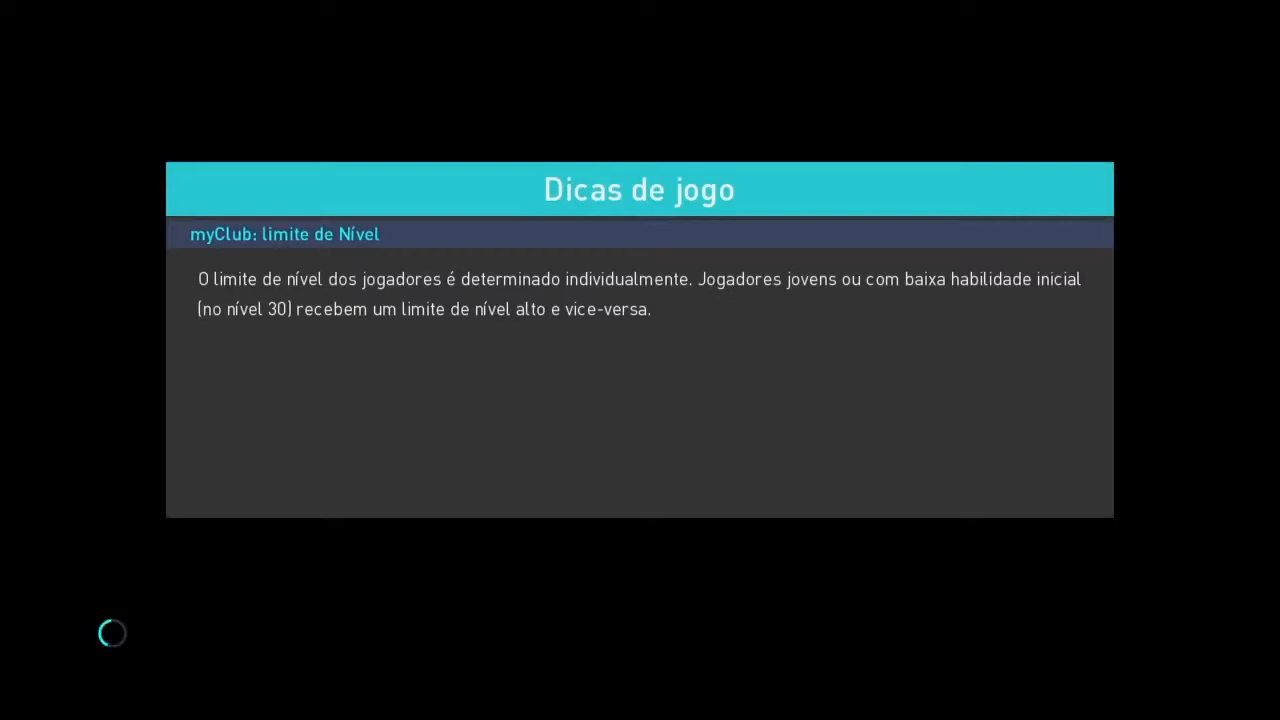 Dicas de jogo
myClub: limite de Nível
O limite de nível dos jogadores é determinado individualmente. Jogadores jovens ou com baixa habilidade inicial
(no nível 30) recebem um limite de nível alto e vice-versa.